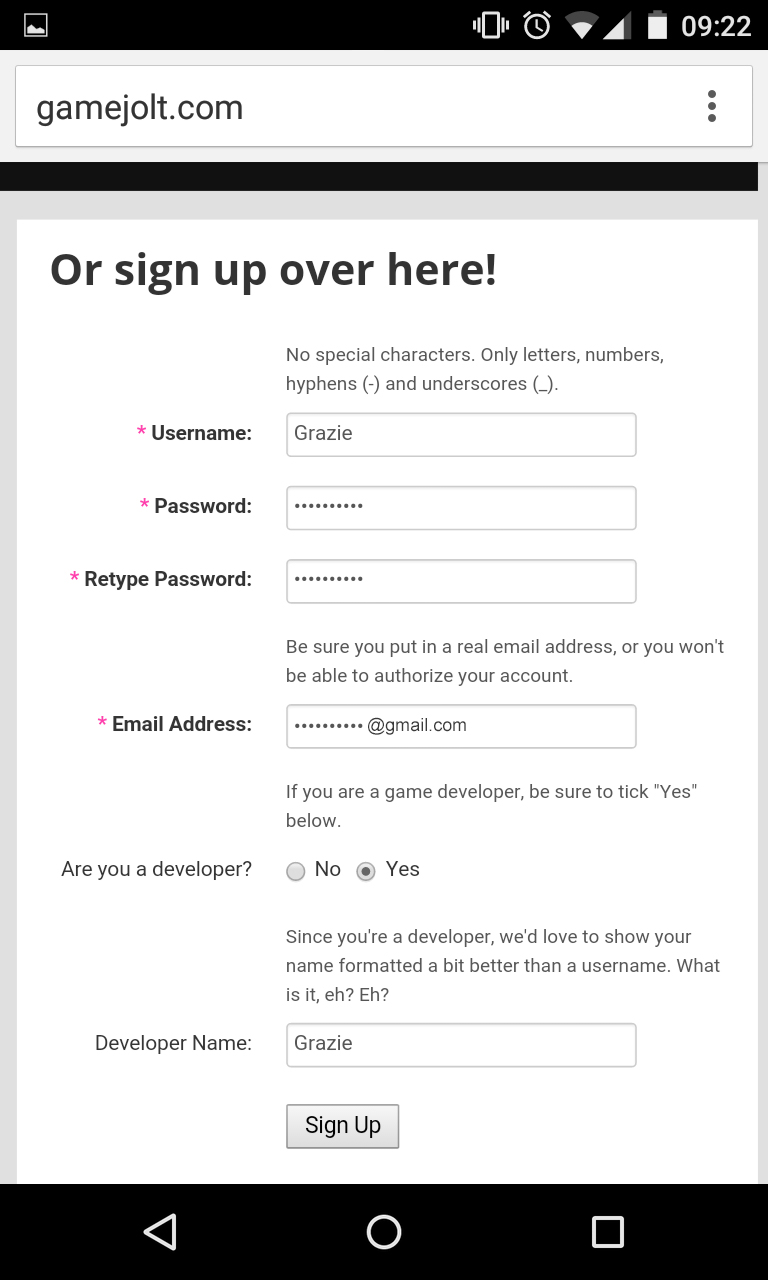 09:22
gamejolt.com
Or sign up over here!
No special characters. Only letters, numbers,
hyphens (-) and underscores (_).
* Username: Grazie
* Password: ••••••••••
* Retype Password: ••••••••••
Be sure you put in a real email address, or you won't
be able to authorize your account.
* Email Address: •••••••••• @gmail.com
If you are a game developer, be sure to tick "Yes"
below.
Are you a developer? No Yes
Since you're a developer, we'd love to show your
name formatted a bit better than a username. What
is it, eh? Eh?
Developer Name: Grazie
Sign Up